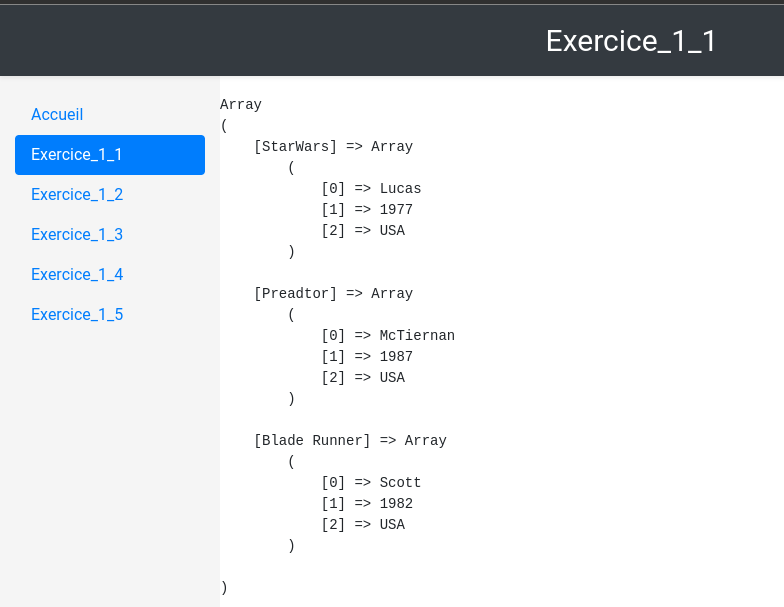 Exercice_1_1
Accueil
Exercice_1_1
Exercice_1_2
Exercice_1_3
Exercice_1_4
Exercice_1_5
Array
(
    [StarWars] => Array
        (
            [0] => Lucas
            [1] => 1977
            [2] => USA
        )

    [Preadtor] => Array
        (
            [0] => McTiernan
            [1] => 1987
            [2] => USA
        )

    [Blade Runner] => Array
        (
            [0] => Scott
            [1] => 1982
            [2] => USA
        )

)